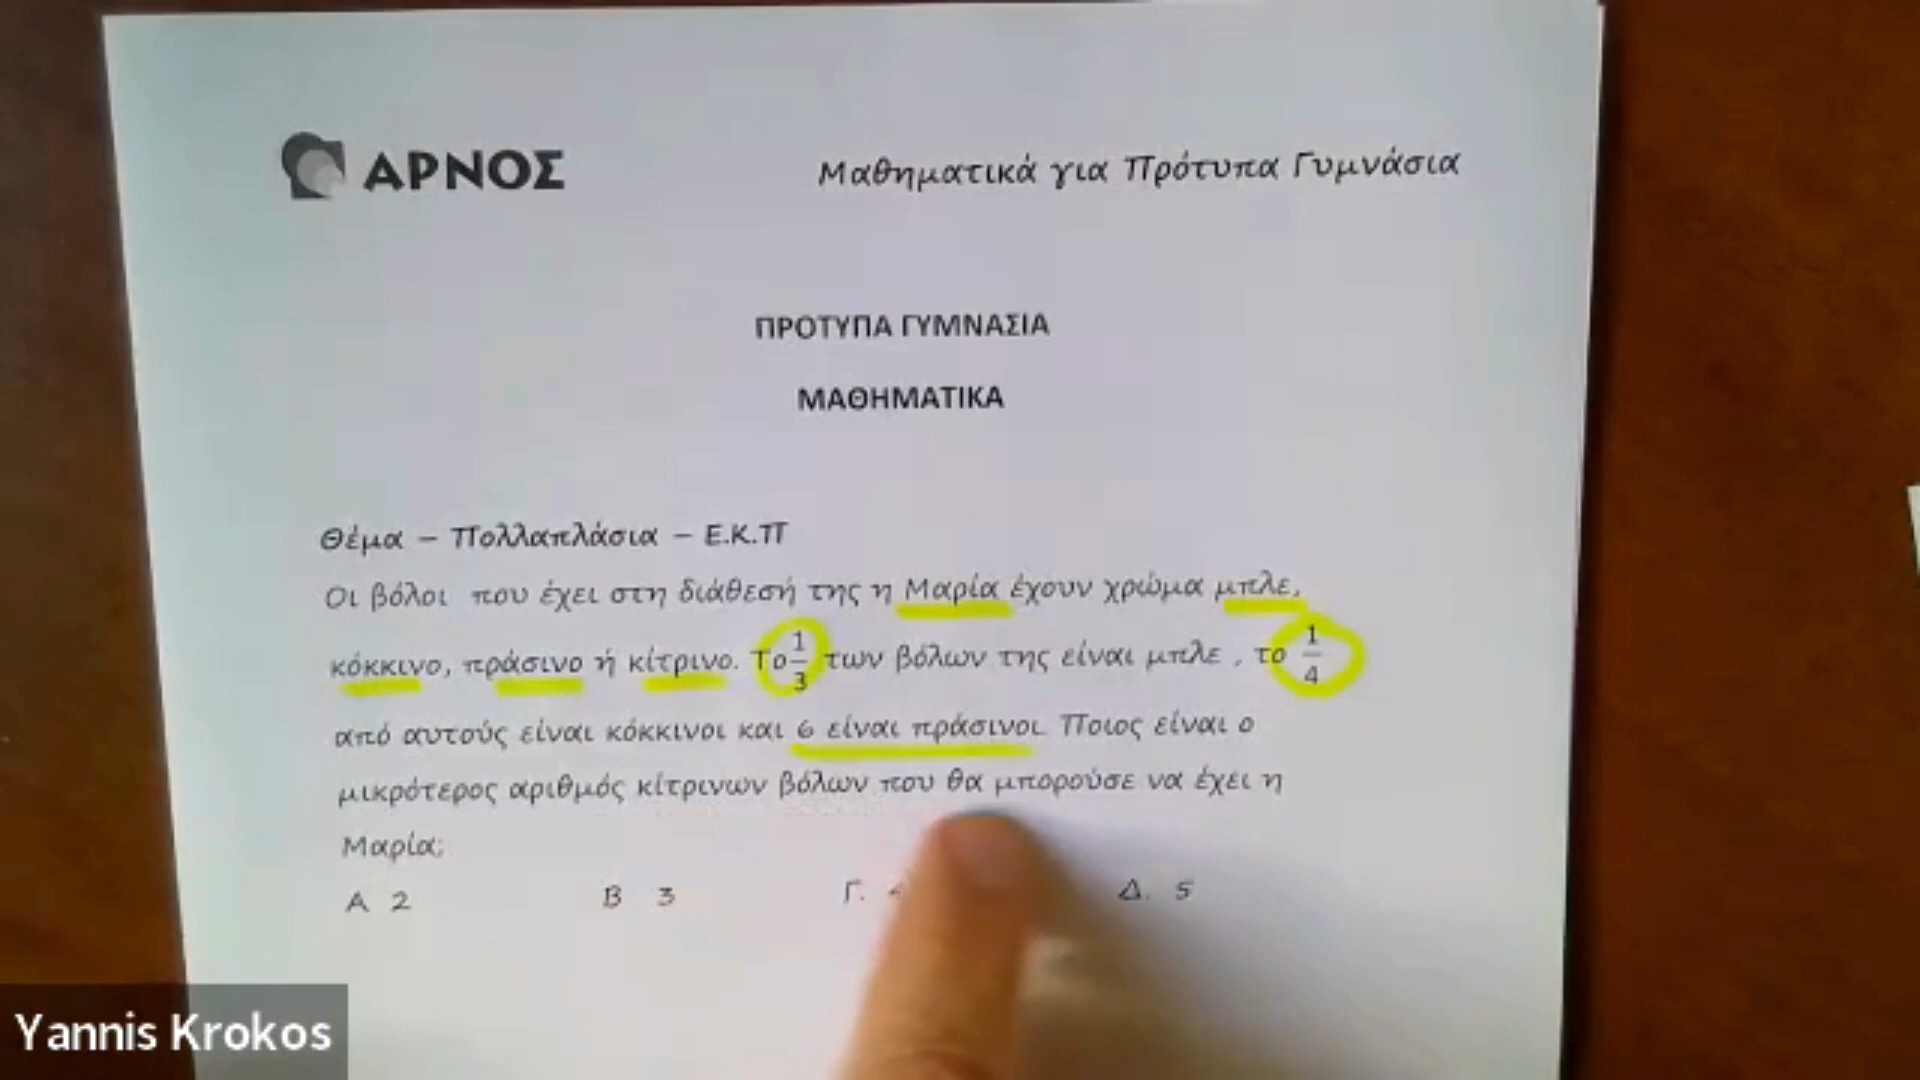 ΑΡΝΟΣ
Μαθηματικά για Πρότυπα Γυμνάσια
ΠΡΟΤΥΠΑ ΓΥΜΝΑΣΙΑ
ΜΑΘΗΜΑΤΙΚΑ
Θέμα – Πολλαπλάσια – Ε.Κ.Π
Οι βόλοι που έχει στη διάθεσή της η Μαρία έχουν χρώμα μπλε,
κόκκινο, πράσινο ή κίτρινο. Το 1/3 των βόλων της είναι μπλε , το 1/4
από αυτούς είναι κόκκινοι και 6 είναι πράσινοι. Ποιος είναι ο
μικρότερος αριθμός κίτρινων βόλων που θα μπορούσε να έχει η
Μαρία;
Α 2 Β 3 Γ. Δ. 5
Yannis Krokos